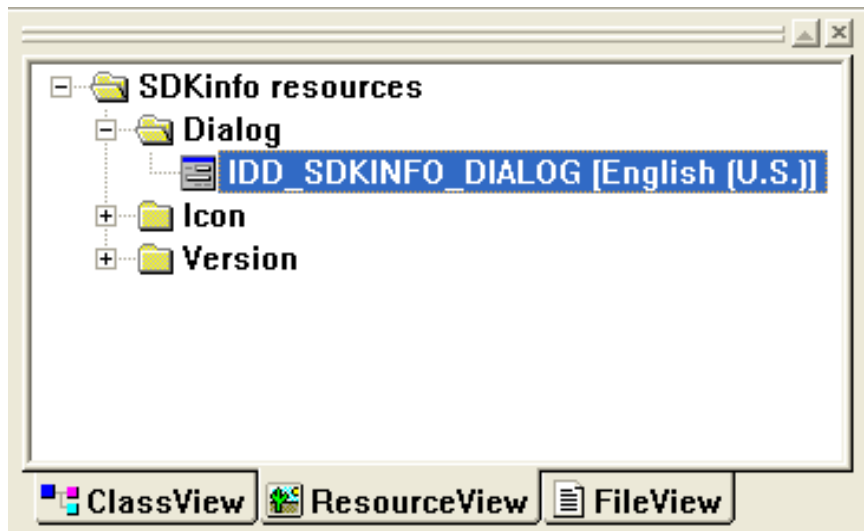 SDKinfo resources
Dialog
IDD_SDKINFO_DIALOG [English (U.S.)]
Icon
Version
ClassView ResourceView FileView